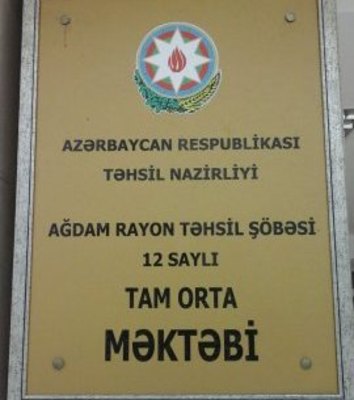 AZƏRBAYCAN RESPUBLİKASI
TƏHSİL NAZİRLİYİ
AĞDAM RAYON TƏHSİL ŞÖBƏSİ
12 SAYLI
TAM ORTA
MƏKTƏBİ